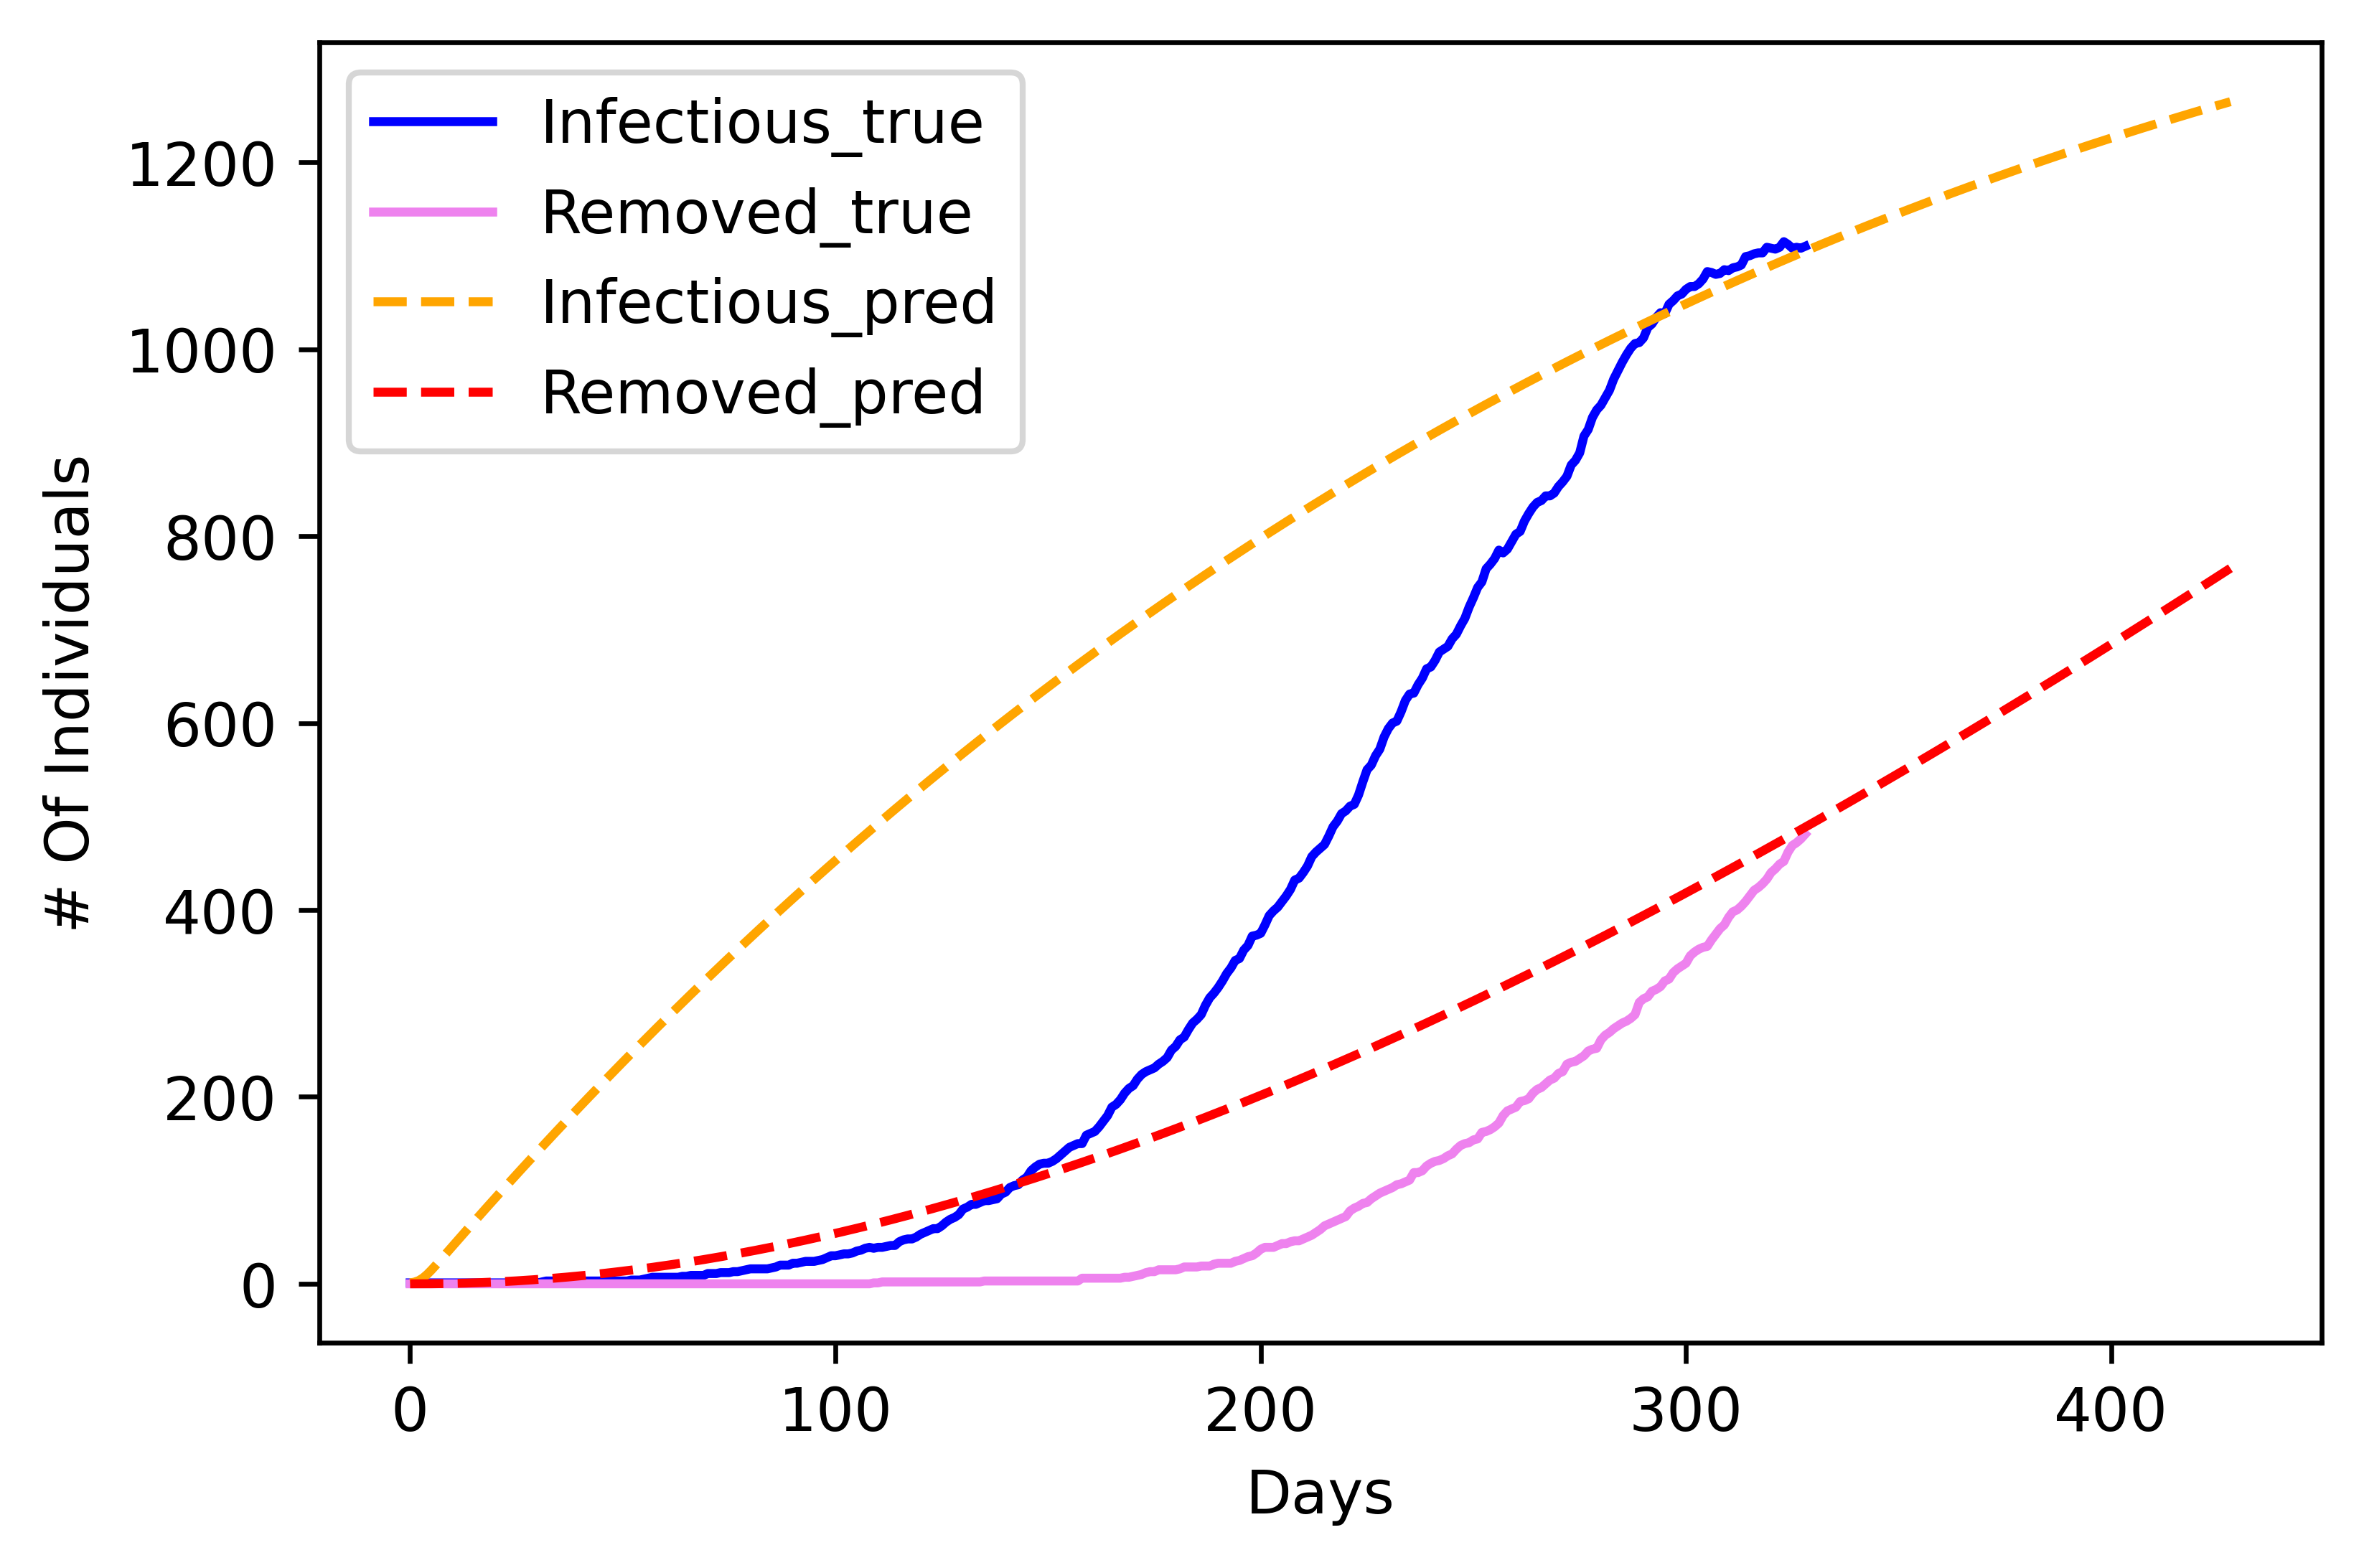 Infectious_true
Removed_true
Infectious_pred
Removed_pred
1200
1000
800
600
400
200
0
# Of Individuals
0 100 200 300 400
Days